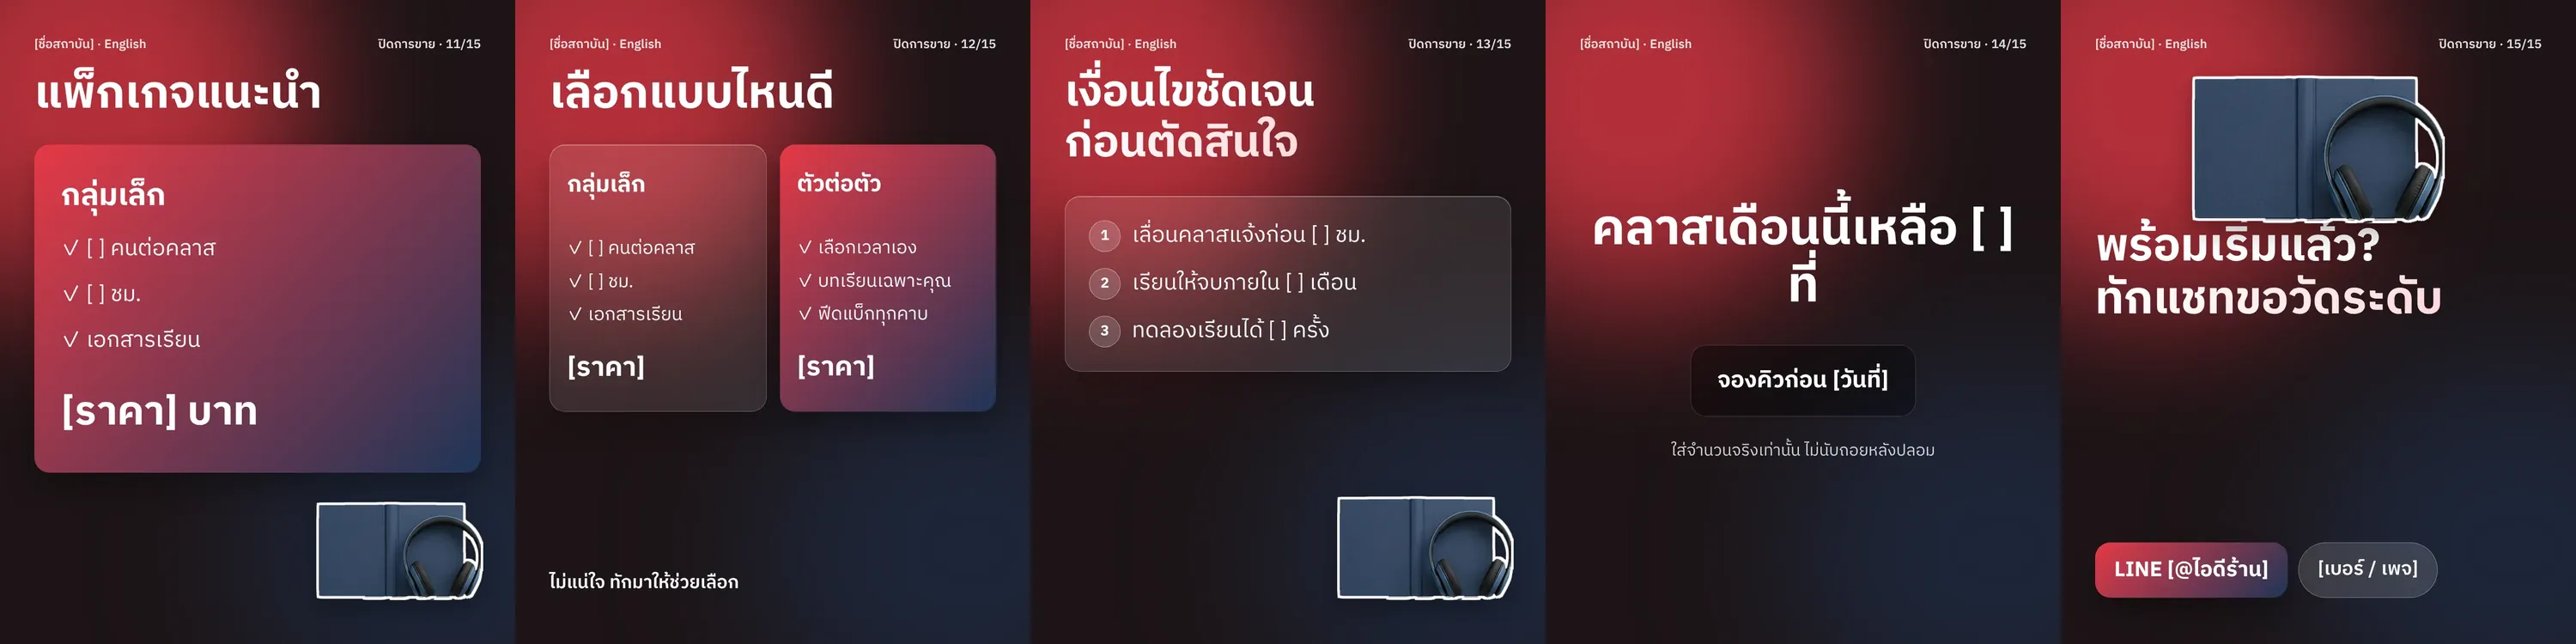 [ชื่อสถาบัน] · English
ปิดการขาย · 11/15
แพ็กเกจแนะนำ
กลุ่มเล็ก
✓ [ ] คนต่อคลาส
✓ [ ] ชม.
✓ เอกสารเรียน
[ราคา] บาท
[ชื่อสถาบัน] · English
ปิดการขาย · 12/15
เลือกแบบไหนดี
กลุ่มเล็ก
✓ [ ] คนต่อคลาส
✓ [ ] ชม.
✓ เอกสารเรียน
[ราคา]
ตัวต่อตัว
✓ เลือกเวลาเอง
✓ บทเรียนเฉพาะคุณ
✓ ฟีดแบ็กทุกคาบ
[ราคา]
ไม่แน่ใจ ทักมาให้ช่วยเลือก
[ชื่อสถาบัน] · English
ปิดการขาย · 13/15
เงื่อนไขชัดเจน
ก่อนตัดสินใจ
1 เลื่อนคลาสแจ้งก่อน [ ] ชม.
2 เรียนให้จบภายใน [ ] เดือน
3 ทดลองเรียนได้ [ ] ครั้ง
[ชื่อสถาบัน] · English
ปิดการขาย · 14/15
คลาสเดือนนี้เหลือ [ ]
ที่
จองคิวก่อน [วันที่]
ใส่จำนวนจริงเท่านั้น ไม่นับถอยหลังปลอม
[ชื่อสถาบัน] · English
ปิดการขาย · 15/15
พร้อมเริ่มแล้ว?
ทักแชทขอวัดระดับ
LINE [@ไอดีร้าน]
[เบอร์ / เพจ]